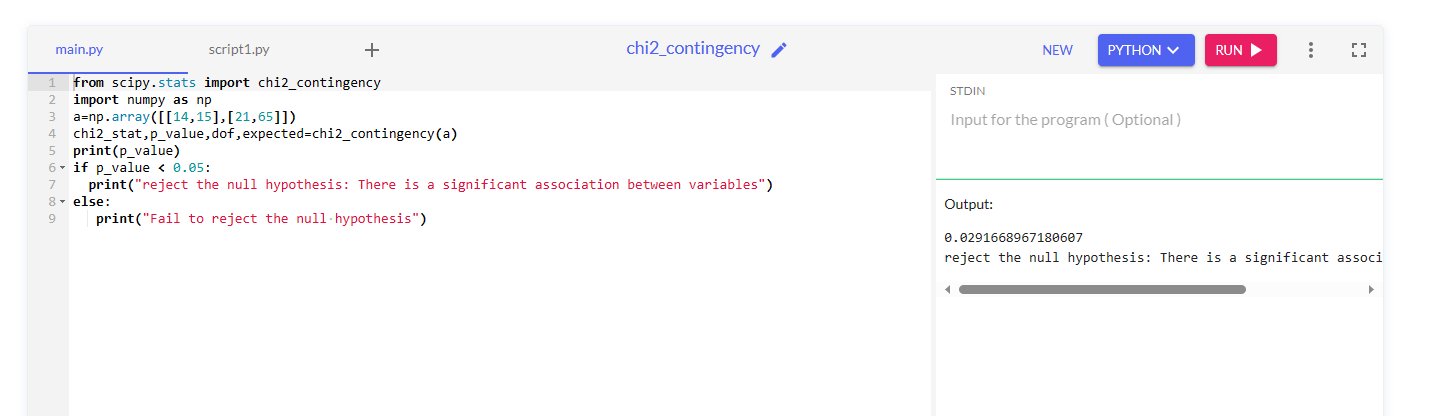 main.py script1.py + chi2_contingency NEW PYTHON RUN
1 from scipy.stats import chi2_contingency
2 import numpy as np
3 a=np.array([[14,15],[21,65]])
4 chi2_stat,p_value,dof,expected=chi2_contingency(a)
5 print(p_value)
6 if p_value < 0.05:
7   print("reject the null hypothesis: There is a significant association between variables")
8 else:
9    print("Fail to reject the null-hypothesis")
STDIN
Input for the program ( Optional )
Output:
0.0291668967180607
reject the null hypothesis: There is a significant associ